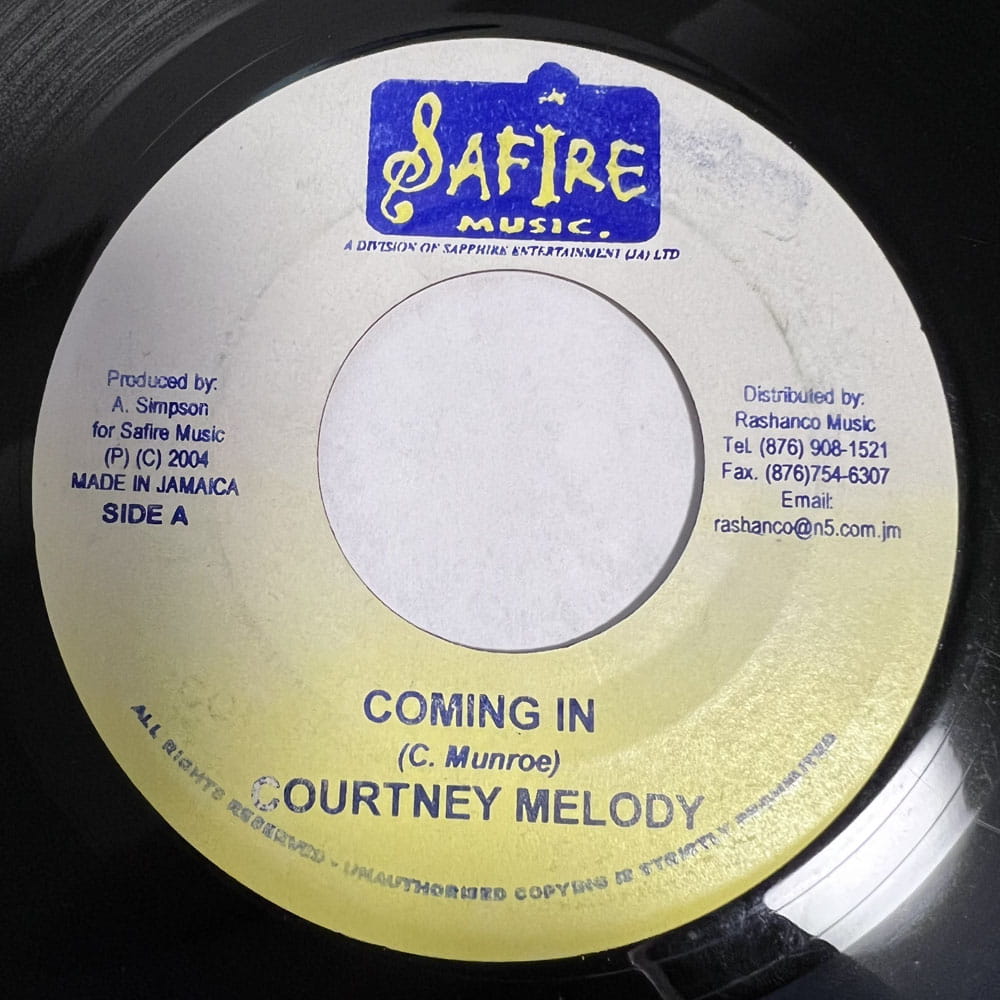 SAFIRE
MUSIC.
A DIVISION OF SAPPHIRE ENTERTAINMENT (JA) LTD
Produced by:
A. Simpson
for Safire Music
(P) (C) 2004
MADE IN JAMAICA
SIDE A
Distributed by:
Rashanco Music
Tel. (876) 908-1521
Fax. (876)754-6307
Email:
rashanco@n5.com.jm
COMING IN
(C. Munroe)
COURTNEY MELODY
ALL RIGHTS RESERVED - UNAUTHORISED COPYING IS STRICTLY PROHIBITED